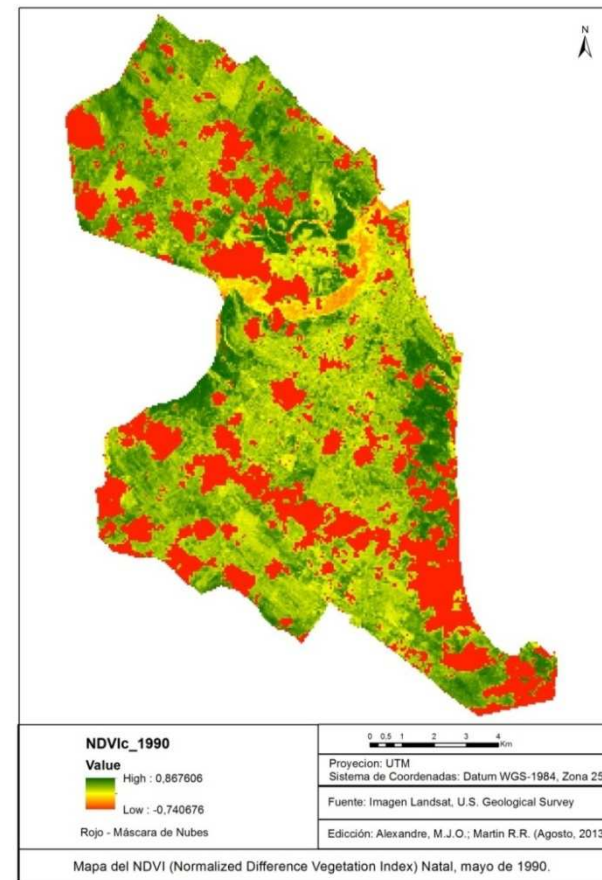 N
NDVIc_1990
Value
High : 0,867606
Low : -0,740676
Rojo - Máscara de Nubes
0 0,5 1 2 3 4
Km
Proyecion: UTM
Sistema de Coordenadas: Datum WGS-1984, Zona 25
Fuente: Imagen Landsat, U.S. Geological Survey
Edicción: Alexandre, M.J.O.; Martin R.R. (Agosto, 2013
Mapa del NDVI (Normalized Difference Vegetation Index) Natal, mayo de 1990.